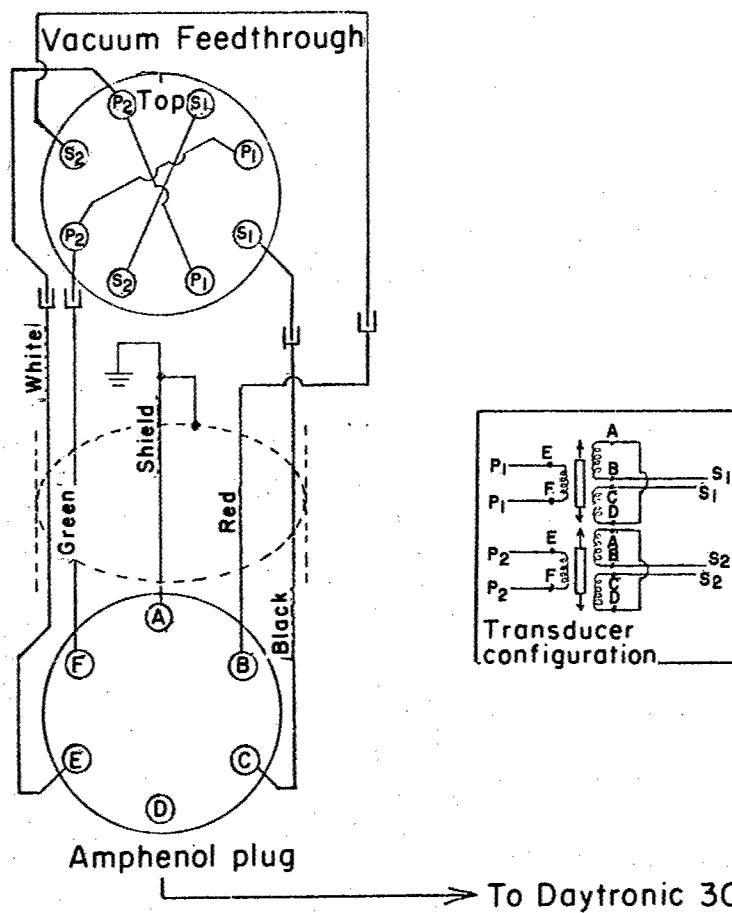 Vacuum Feedthrough
Top
P2
S1
S2
P1
P2
S1
S2
P1
White
Shield
Green
Red
Black
A
F
B
E
C
D
Amphenol plug
To Daytronic 30
A
P1
E
B
S1
P1
F
C
S1
D
A
P2
E
B
S2
P2
F
C
S2
D
Transducer
configuration